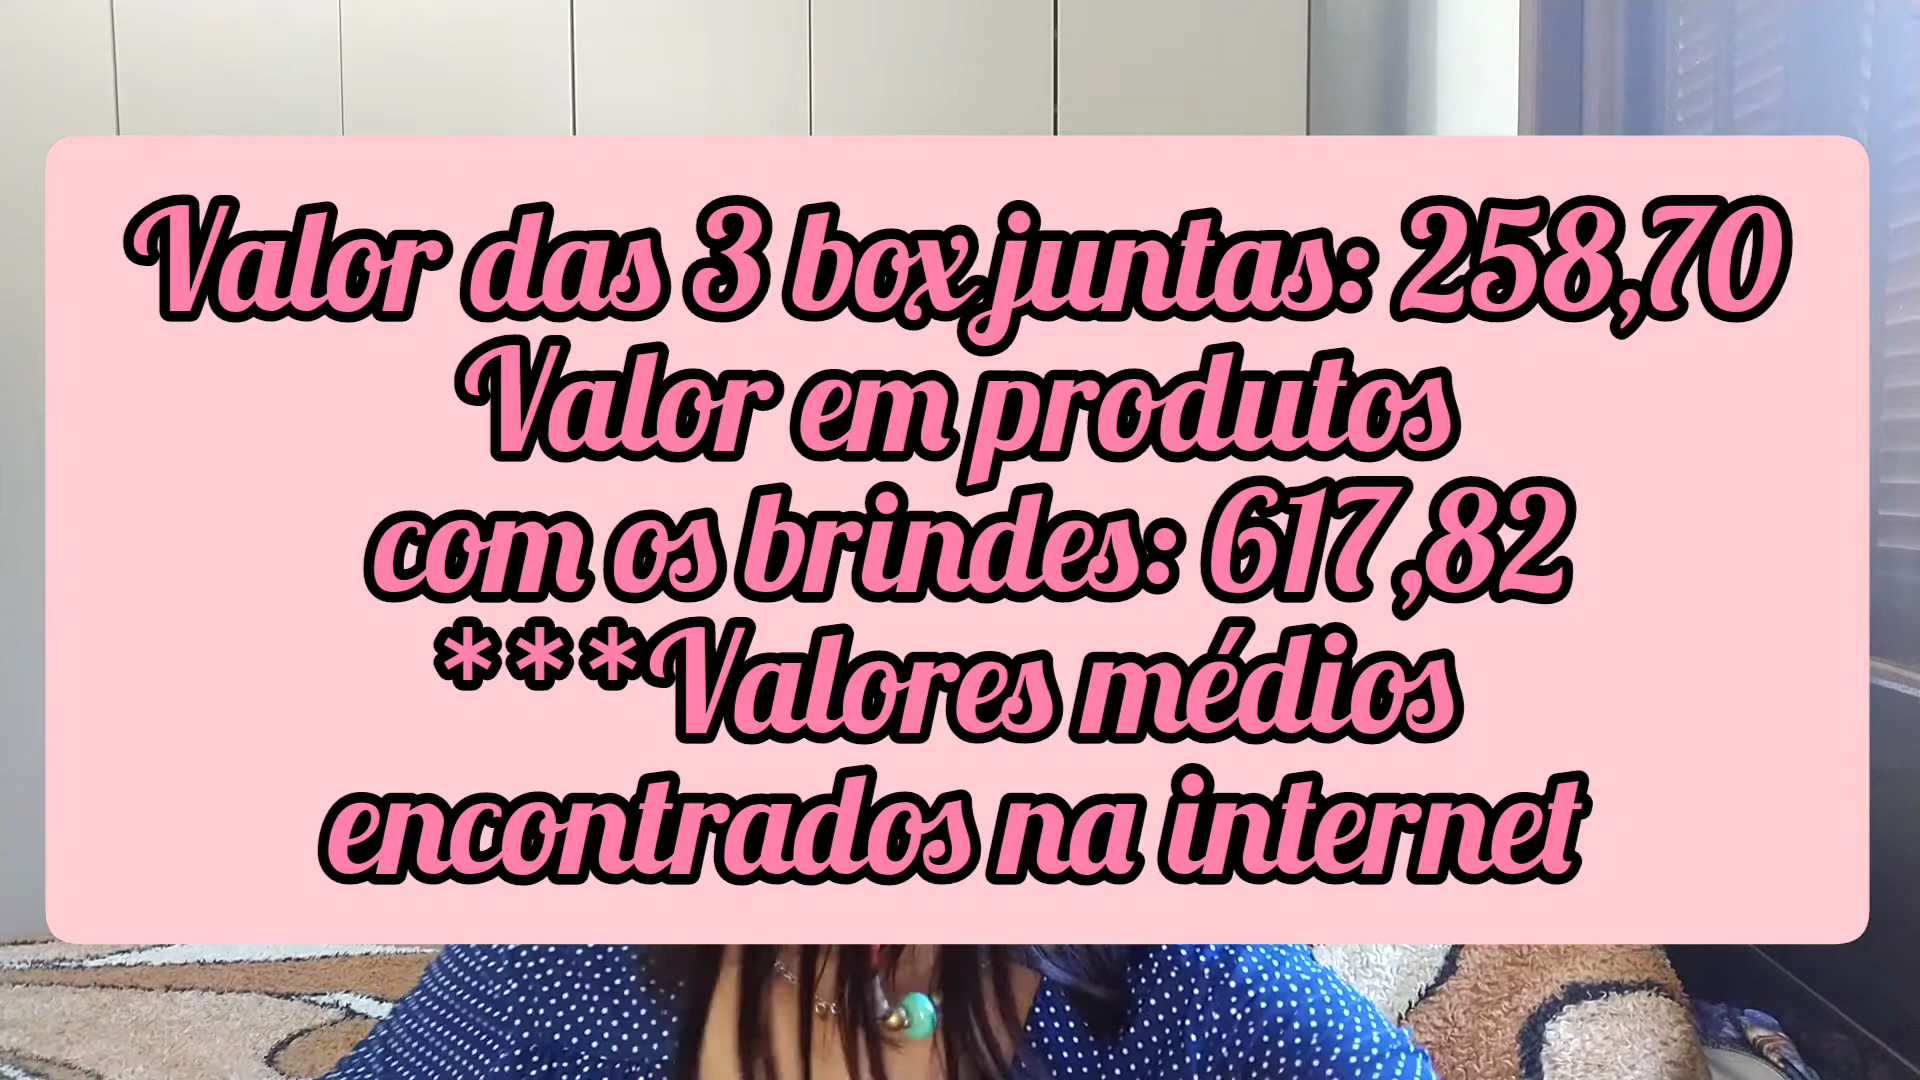 Valor das 3 box juntas: 258,70
Valor em produtos
com os brindes: 617,82
***Valores médios
encontrados na internet